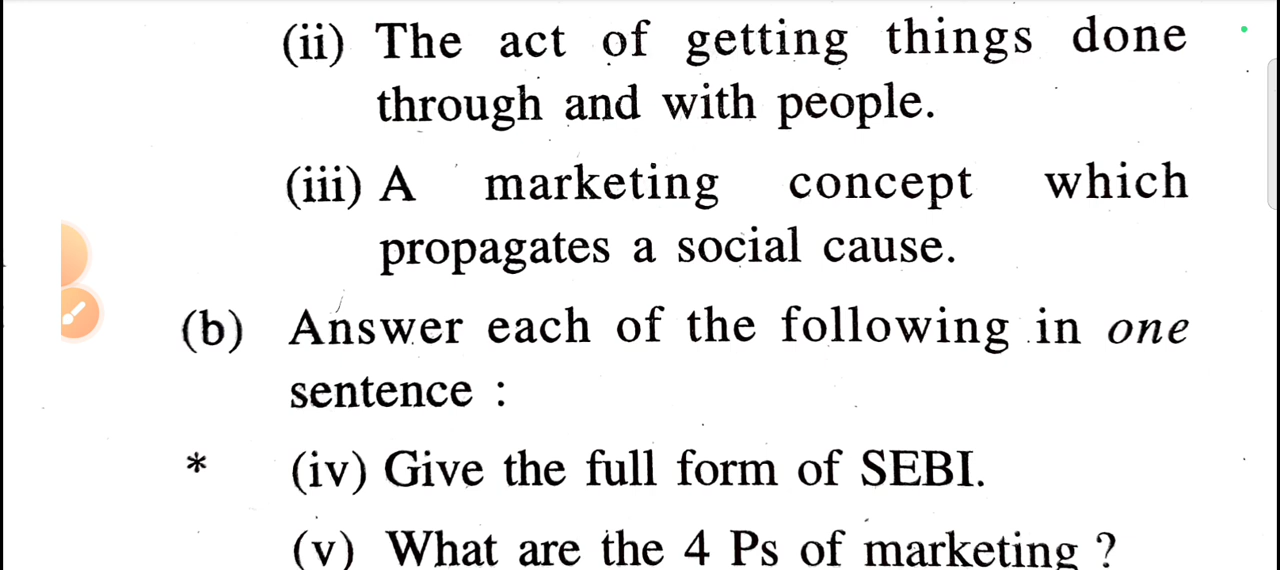 (ii) The act of getting things done
through and with people.
(iii) A marketing concept which
propagates a social cause.
(b) Answer each of the following in one
sentence :
* (iv) Give the full form of SEBI.
(v) What are the 4 Ps of marketing ?